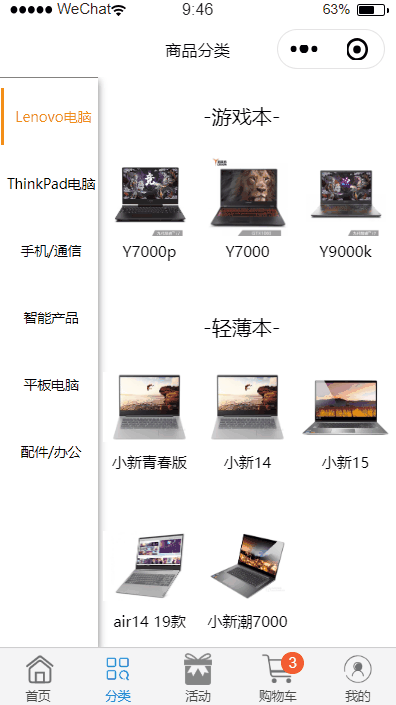 WeChat 9:46 63%
商品分类
Lenovo电脑
ThinkPad电脑
手机/通信
智能产品
平板电脑
配件/办公
-游戏本-
Y7000p Y7000 Y9000k
-轻薄本-
小新青春版 小新14 小新15
air14 19款 小新潮7000
首页 分类 活动 购物车 3 我的